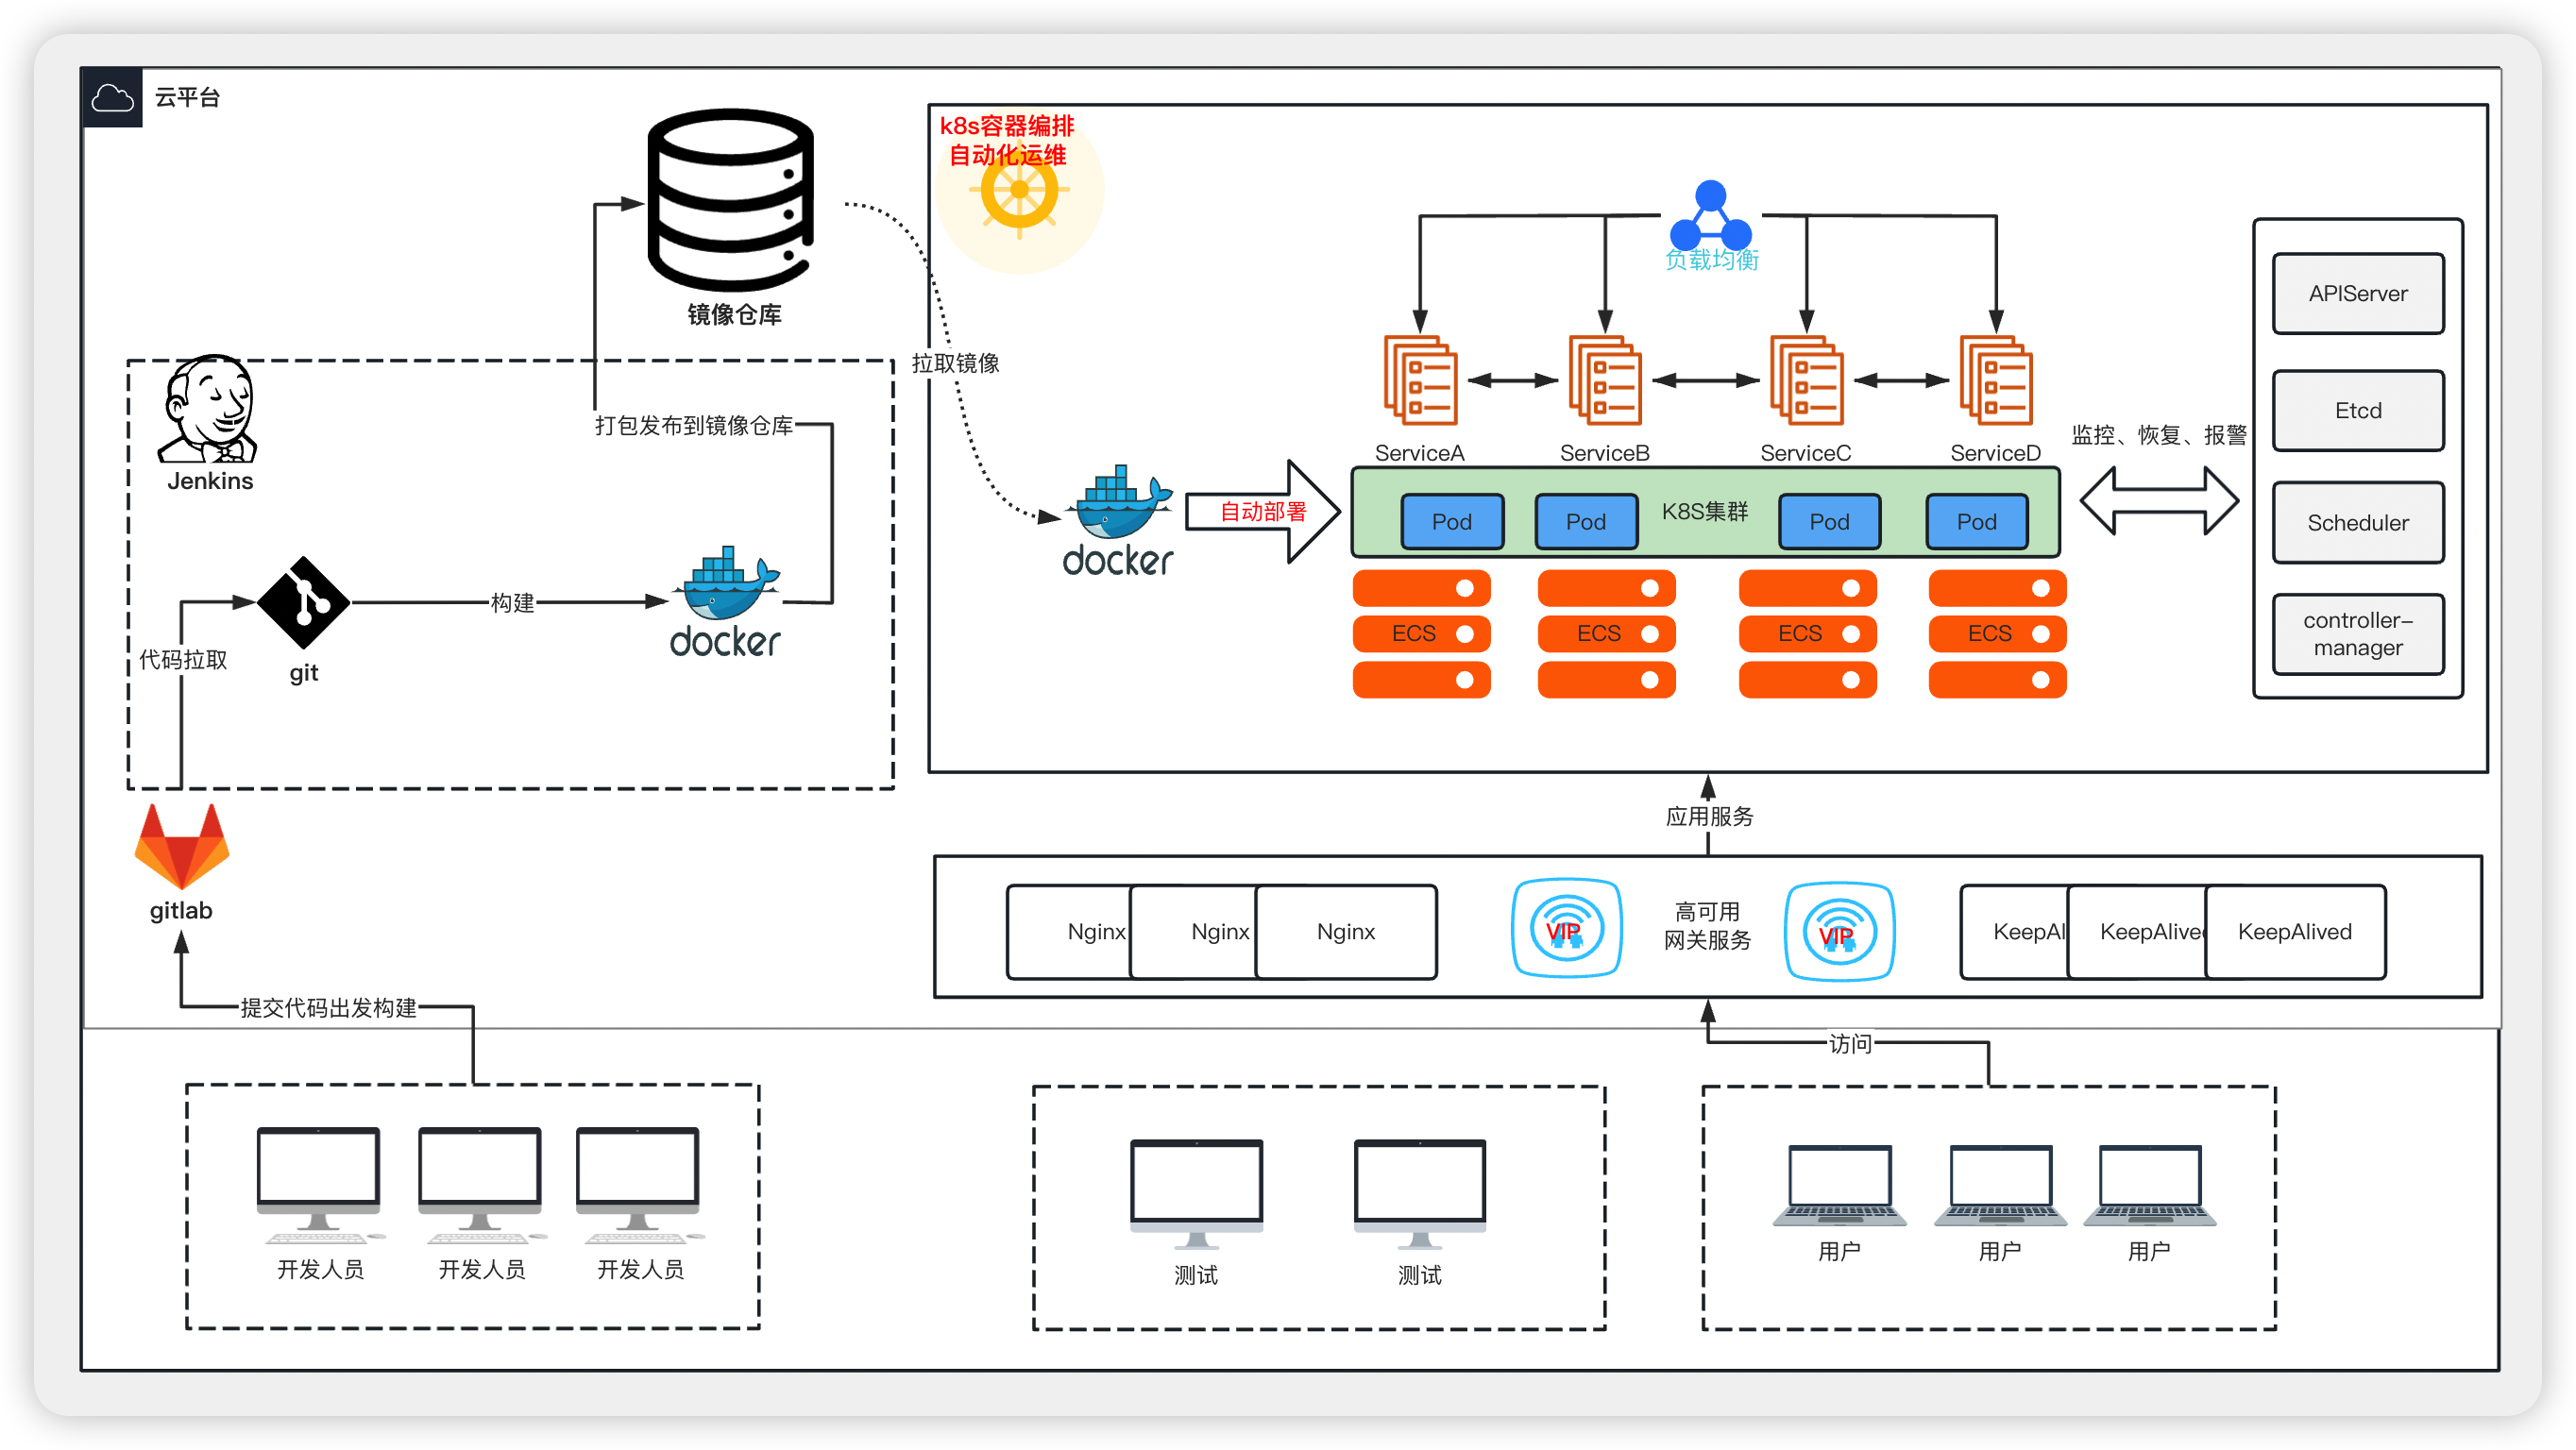 云平台
k8s容器编排
自动化运维
负载均衡
镜像仓库
拉取镜像
APIServer
Etcd
Scheduler
controller-
manager
监控、恢复、报警
Jenkins
打包发布到镜像仓库
ServiceA
ServiceB
ServiceC
ServiceD
docker
自动部署
Pod
Pod
K8S集群
Pod
Pod
ECS
ECS
ECS
ECS
代码拉取
git
构建
docker
gitlab
应用服务
Nginx
Nginx
Nginx
VIP
高可用
网关服务
VIP
KeepAl
KeepAlive
KeepAlived
提交代码出发构建
访问
开发人员
开发人员
开发人员
测试
测试
用户
用户
用户